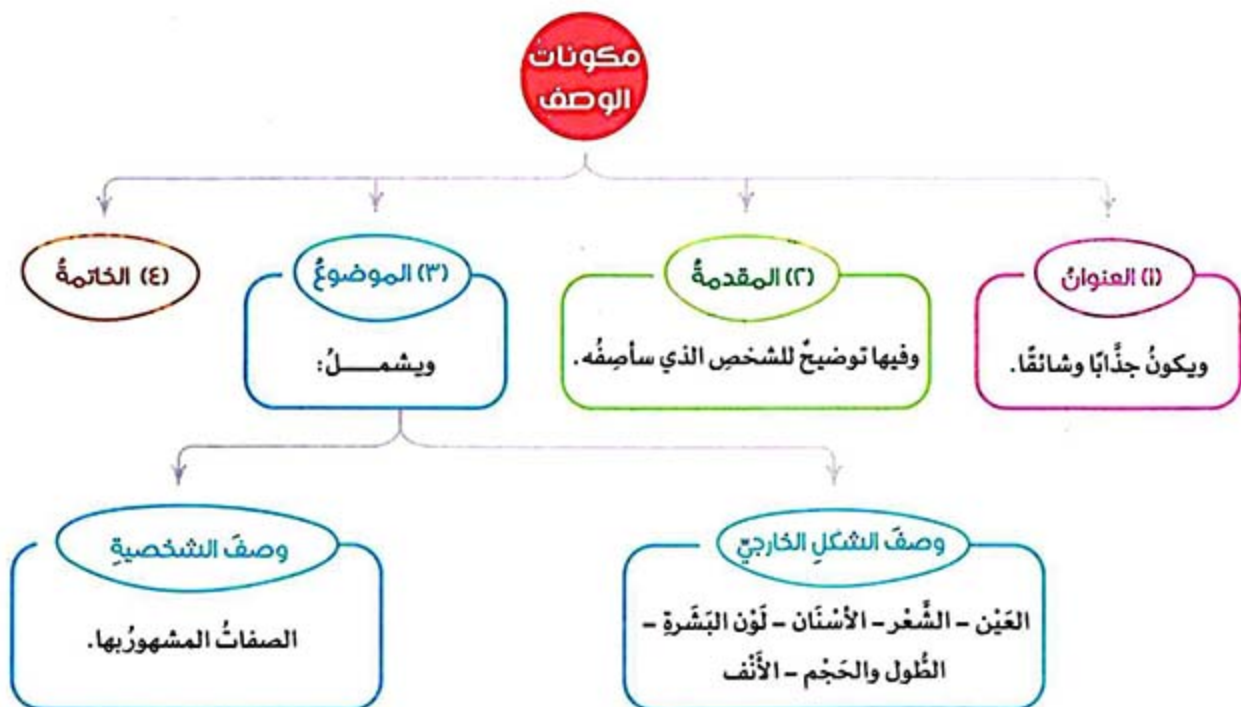 مكونات
الوصف
(١) العنوانُ
ويكونُ جذَّابًا وشائقًا.
(٢) المقدمةُ
وفيها توضيحٌ للشخصِ الذي سأصِفُه.
(٣) الموضوعُ
ويشمـــــلُ:
(٤) الخاتمةُ
وصفَ الشكلِ الخارجيِّ
العَيْن – الشَّعْر – الأسْنَان – لَوْن البَشَرةِ –
الطُّول والحَجْم – الأَنْف
وصفَ الشخصيةِ
الصفاتُ المشهورُ بها.